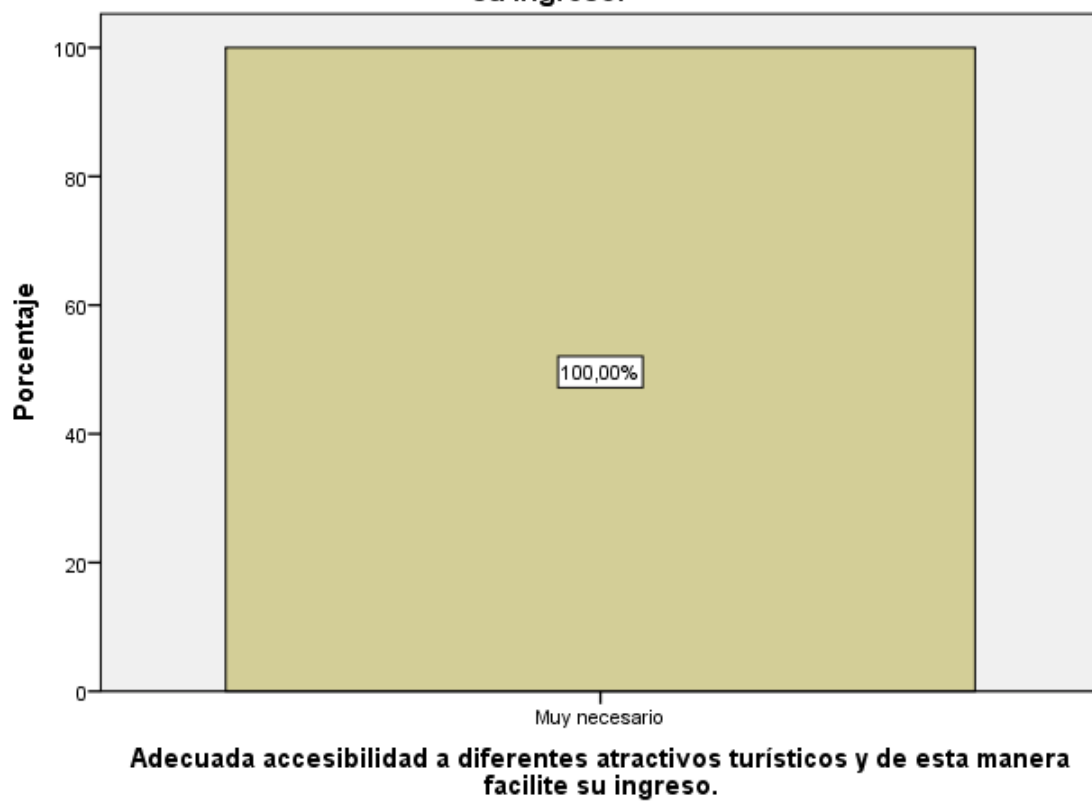 su ingreso.
100
80
60
40
20
0
Porcentaje
100,00%
Muy necesario
Adecuada accesibilidad a diferentes atractivos turísticos y de esta manera
facilite su ingreso.